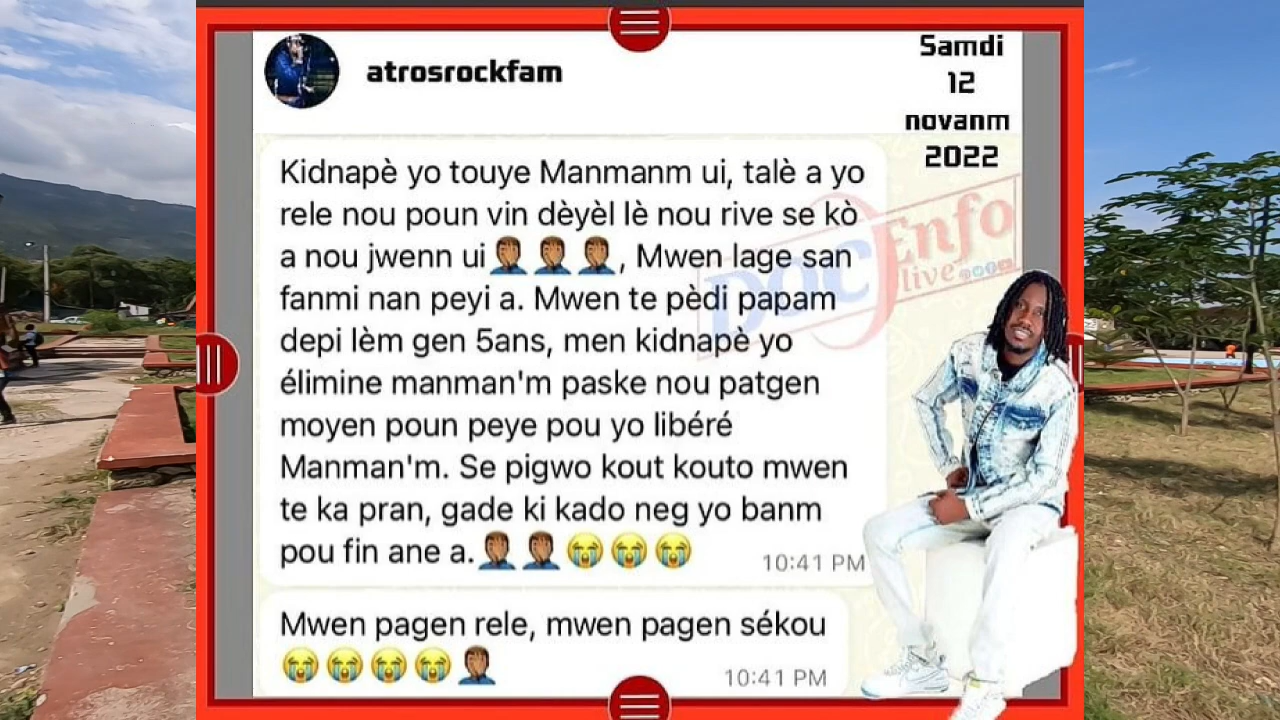 atrosrockfam
Samdi
12
novanm
2022
Kidnapè yo touye Manmanm ui, talè a yo
rele nou poun vin dèyèl lè nou rive se kò
a nou jwenn ui🤦🏾‍♂️🤦🏾‍♂️🤦🏾‍♂️, Mwen lage san
fanmi nan peyi a. Mwen te pèdi papam
depi lèm gen 5ans, men kidnapè yo
élimine manman'm paske nou patgen
moyen poun peye pou yo libéré
Manman'm. Se pigwo kout kouto mwen
te ka pran, gade ki kado neg yo banm
pou fin ane a.🤦🏾‍♂️🤦🏾‍♂️😭😭😭
10:41 PM
Mwen pagen rele, mwen pagen sékou
😭😭😭😭🤦🏾‍♂️
10:41 PM
DOC Enfo
live